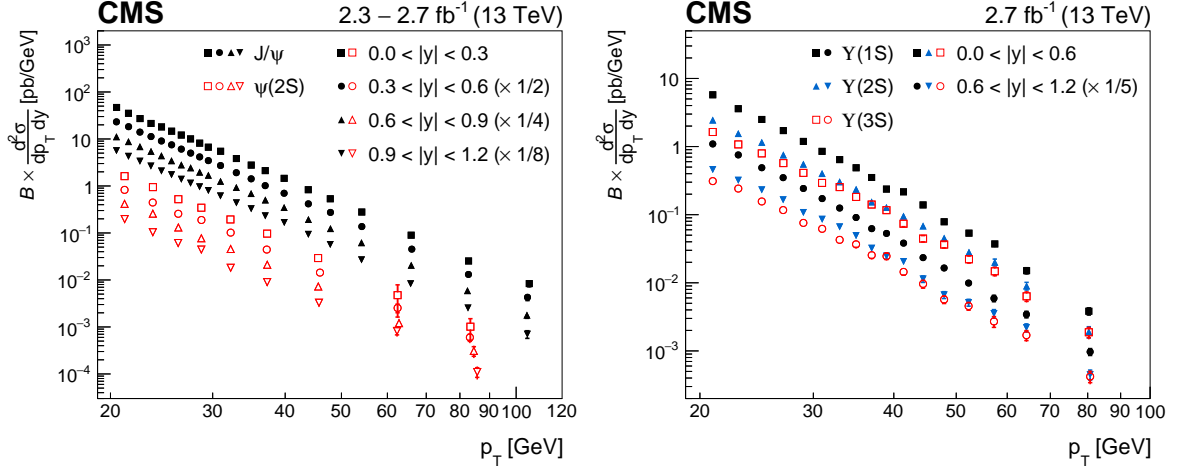 CMS 2.3 − 2.7 fb⁻¹ (13 TeV)
B × d²σ / dp_T dy [pb/GeV]
J/ψ
ψ(2S)
0.0 < |y| < 0.3
0.3 < |y| < 0.6 (× 1/2)
0.6 < |y| < 0.9 (× 1/4)
0.9 < |y| < 1.2 (× 1/8)
10³
10²
10
1
10⁻¹
10⁻²
10⁻³
10⁻⁴
20 30 40 50 60 70 80 90 100 120
p_T [GeV]
CMS 2.7 fb⁻¹ (13 TeV)
B × d²σ / dp_T dy [pb/GeV]
ϒ(1S)
ϒ(2S)
ϒ(3S)
0.0 < |y| < 0.6
0.6 < |y| < 1.2 (× 1/5)
10
1
10⁻¹
10⁻²
10⁻³
20 30 40 50 60 70 80 90 100
p_T [GeV]